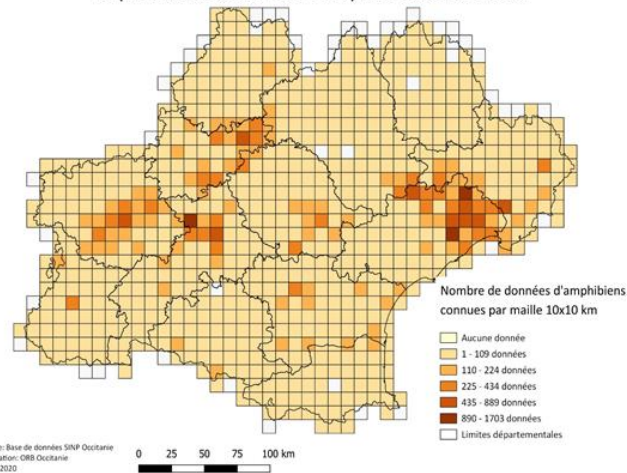 Nombre de données d'amphibiens
connues par maille 10x10 km
Aucune donnée
1 - 109 données
110 - 224 données
225 - 434 données
435 - 889 données
890 - 1703 données
Limites départementales
: Base de données SINP Occitanie
: ORB Occitanie
2020
0 25 50 75 100 km